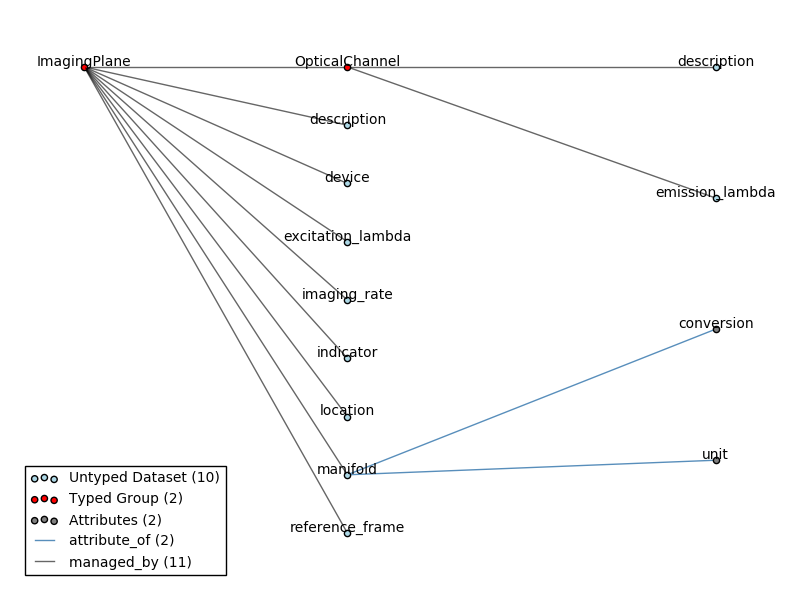 ImagingPlane
OpticalChannel
description
description
device
emission_lambda
excitation_lambda
imaging_rate
conversion
indicator
location
manifold
unit
reference_frame
Untyped Dataset (10)
Typed Group (2)
Attributes (2)
attribute_of (2)
managed_by (11)